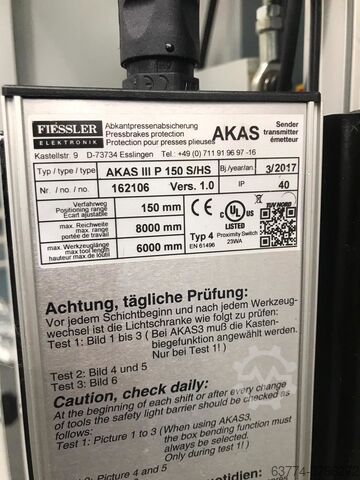 FIESSLER
ELEKTRONIK
Abkantpressenabsicherung
Pressbrakes protection
Protection pour presses plieuses
AKAS
Sender
transmitter
émetteur
Kastellstr. 9 D-73734 Esslingen Tel.: +49 (0) 711 91 96 97 -16
Typ / type / type: AKAS III P 150 S/HS Bj/year/an.: 3/2017
Nr. / no. / no.: 162106 Vers. 1.0 IP 40
Verfahrweg
Positioning range
Ecart ajustable
150 mm
max. Reichweite
max. range
portée de travail
8000 mm
max. Werkzeuglänge
max tool length
hauteur max de l'outil
6000 mm
CE
Typ 4
EN 61496
C UL US
LISTED
Proximity Switch
23WA
TÜV NORD
Achtung, tägliche Prüfung:
Vor jedem Schichtbeginn und nach jedem Werkzeug-
wechsel ist die Lichtschranke wie folgt zu prüfen:
Test 1: Bild 1 bis 3 ( Bei AKAS3 muß die Kasten-
biegefunktion angewählt werden.
Nur bei Test 1! )
Test 2: Bild 4 und 5
Test 3: Bild 6
Caution, check daily:
At the beginning of each shift or after every change
of tools the safety light barrier should be checked as
follows:
Test 1: Picture 1 to 3 (When using AKAS3,
the box bending function must
always be selected.
Only during test 1! )
Picture 4 and 5